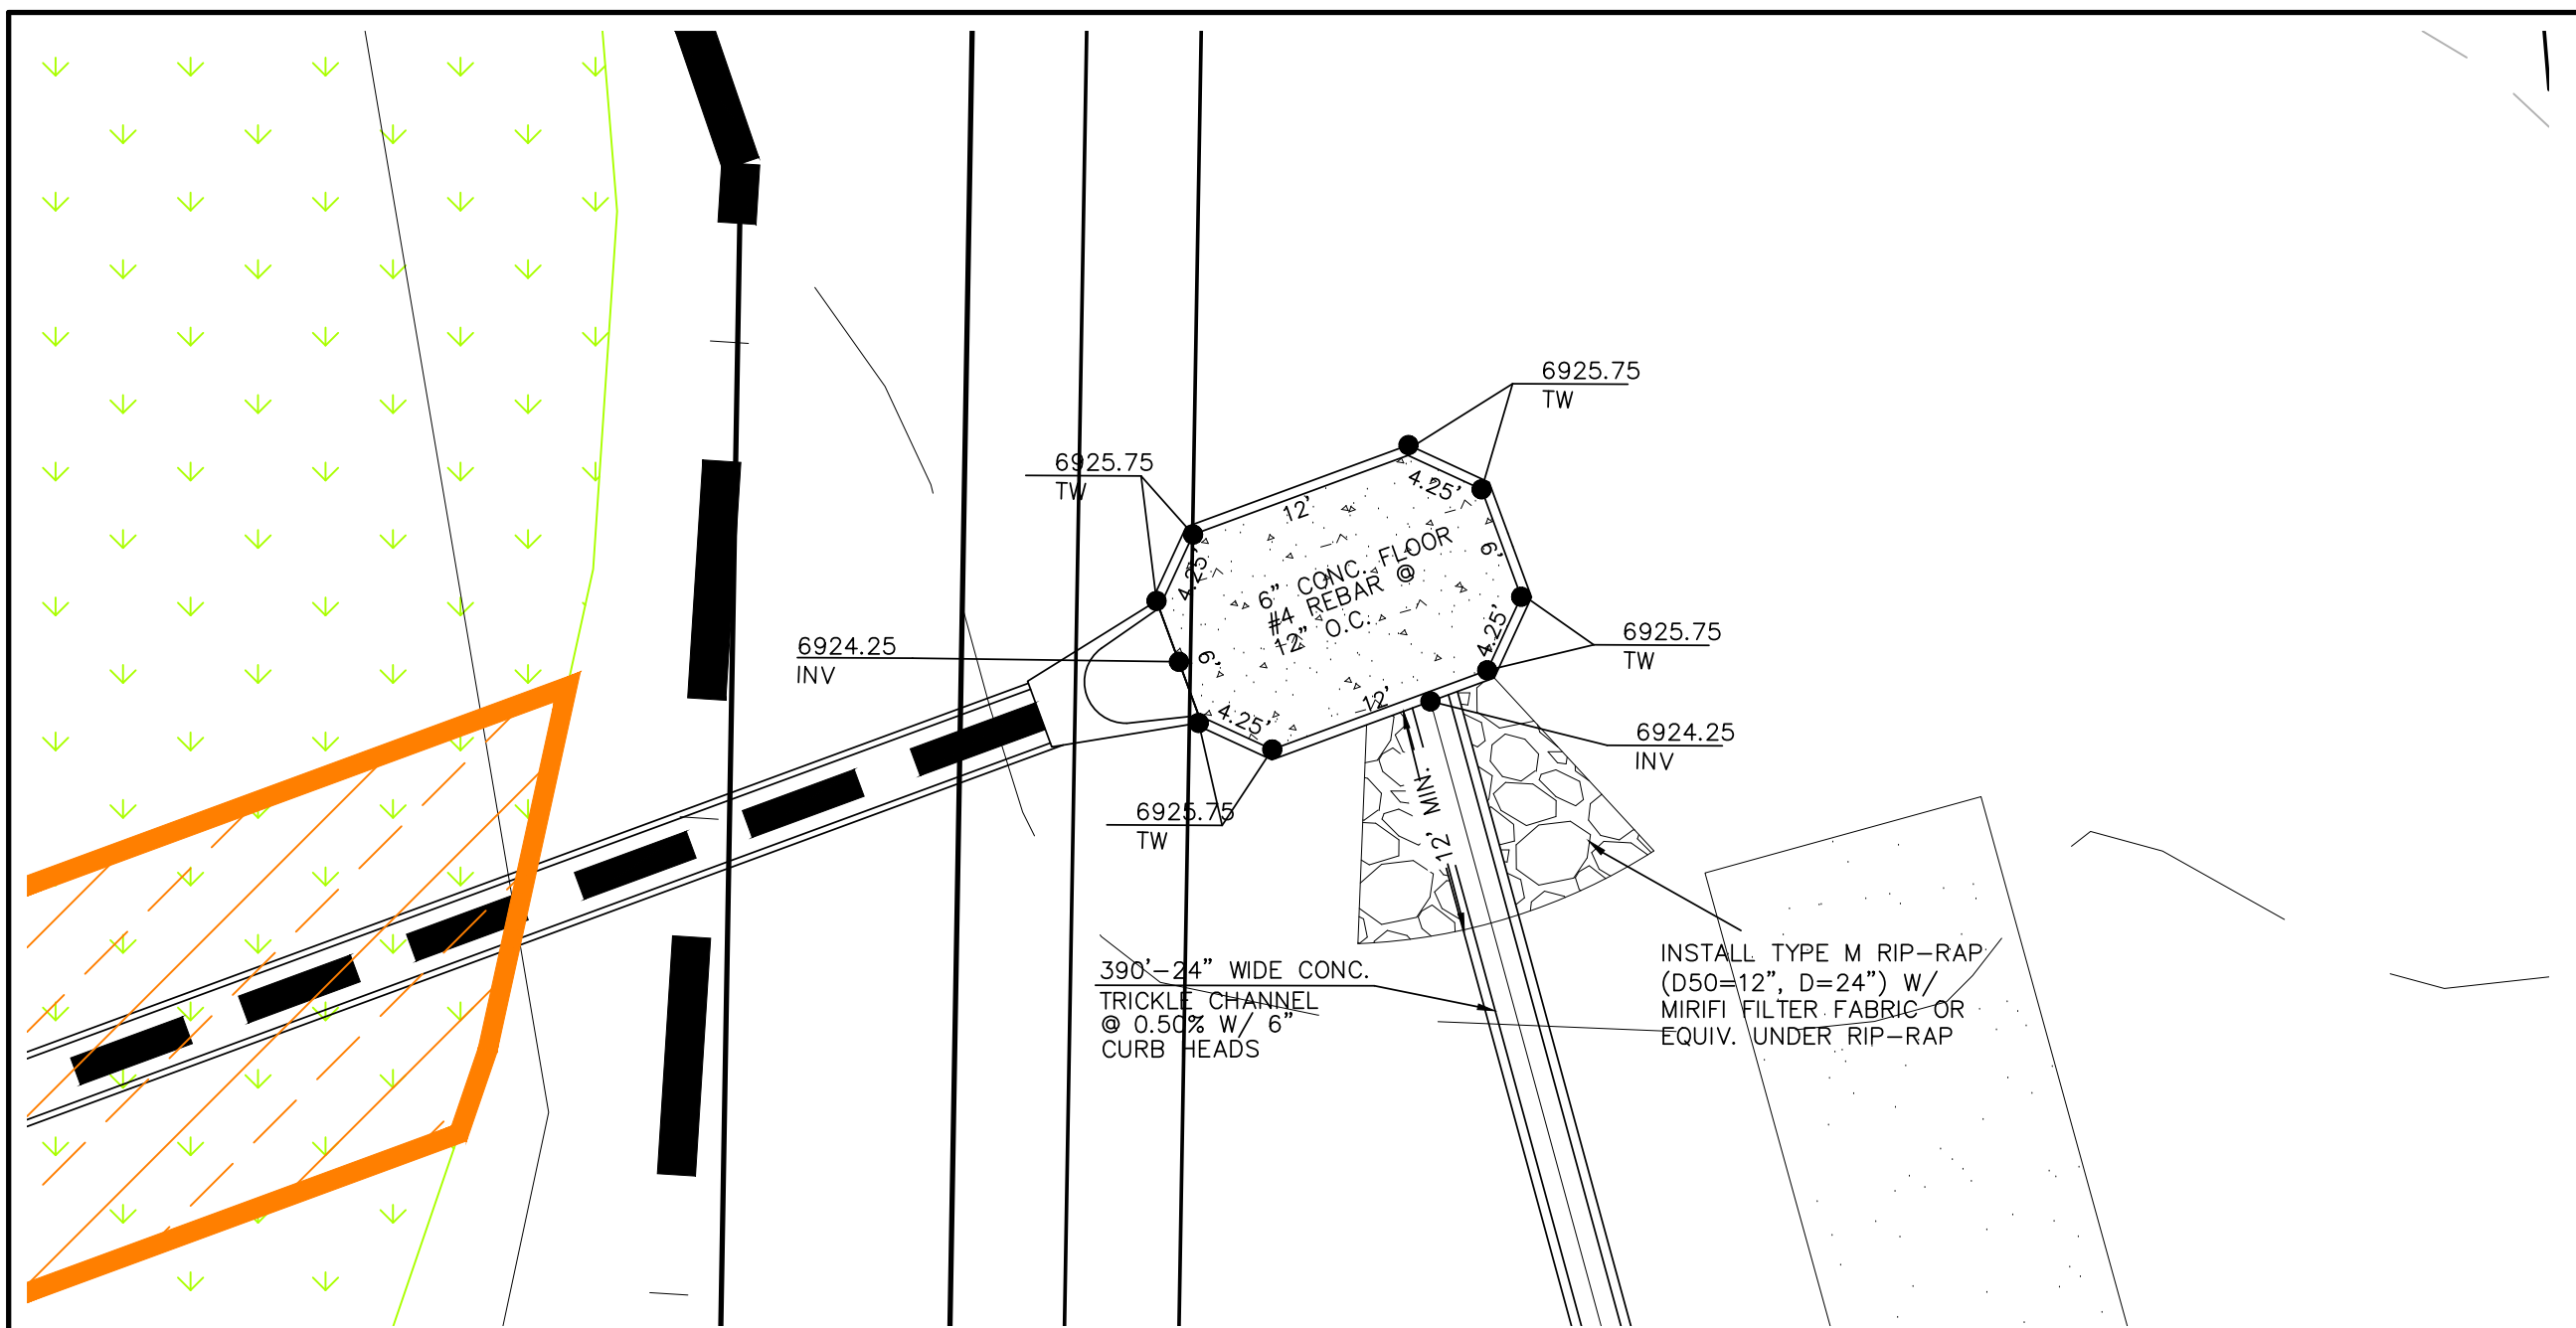 6925.75
TW
6925.75
TW
12'
4.25'
4.25'
9'
6" CONC. FLOOR
#4 REBAR @
12" O.C.
4.25'
6925.75
TW
6924.25
INV
6'
12'
4.25'
6924.25
INV
6925.75
TW
12' MIN.
390'-24" WIDE CONC.
TRICKLE CHANNEL
@ 0.50% W/ 6"
CURB HEADS
INSTALL TYPE M RIP-RAP
(D50=12", D=24") W/
MIRIFI FILTER FABRIC OR
EQUIV. UNDER RIP-RAP